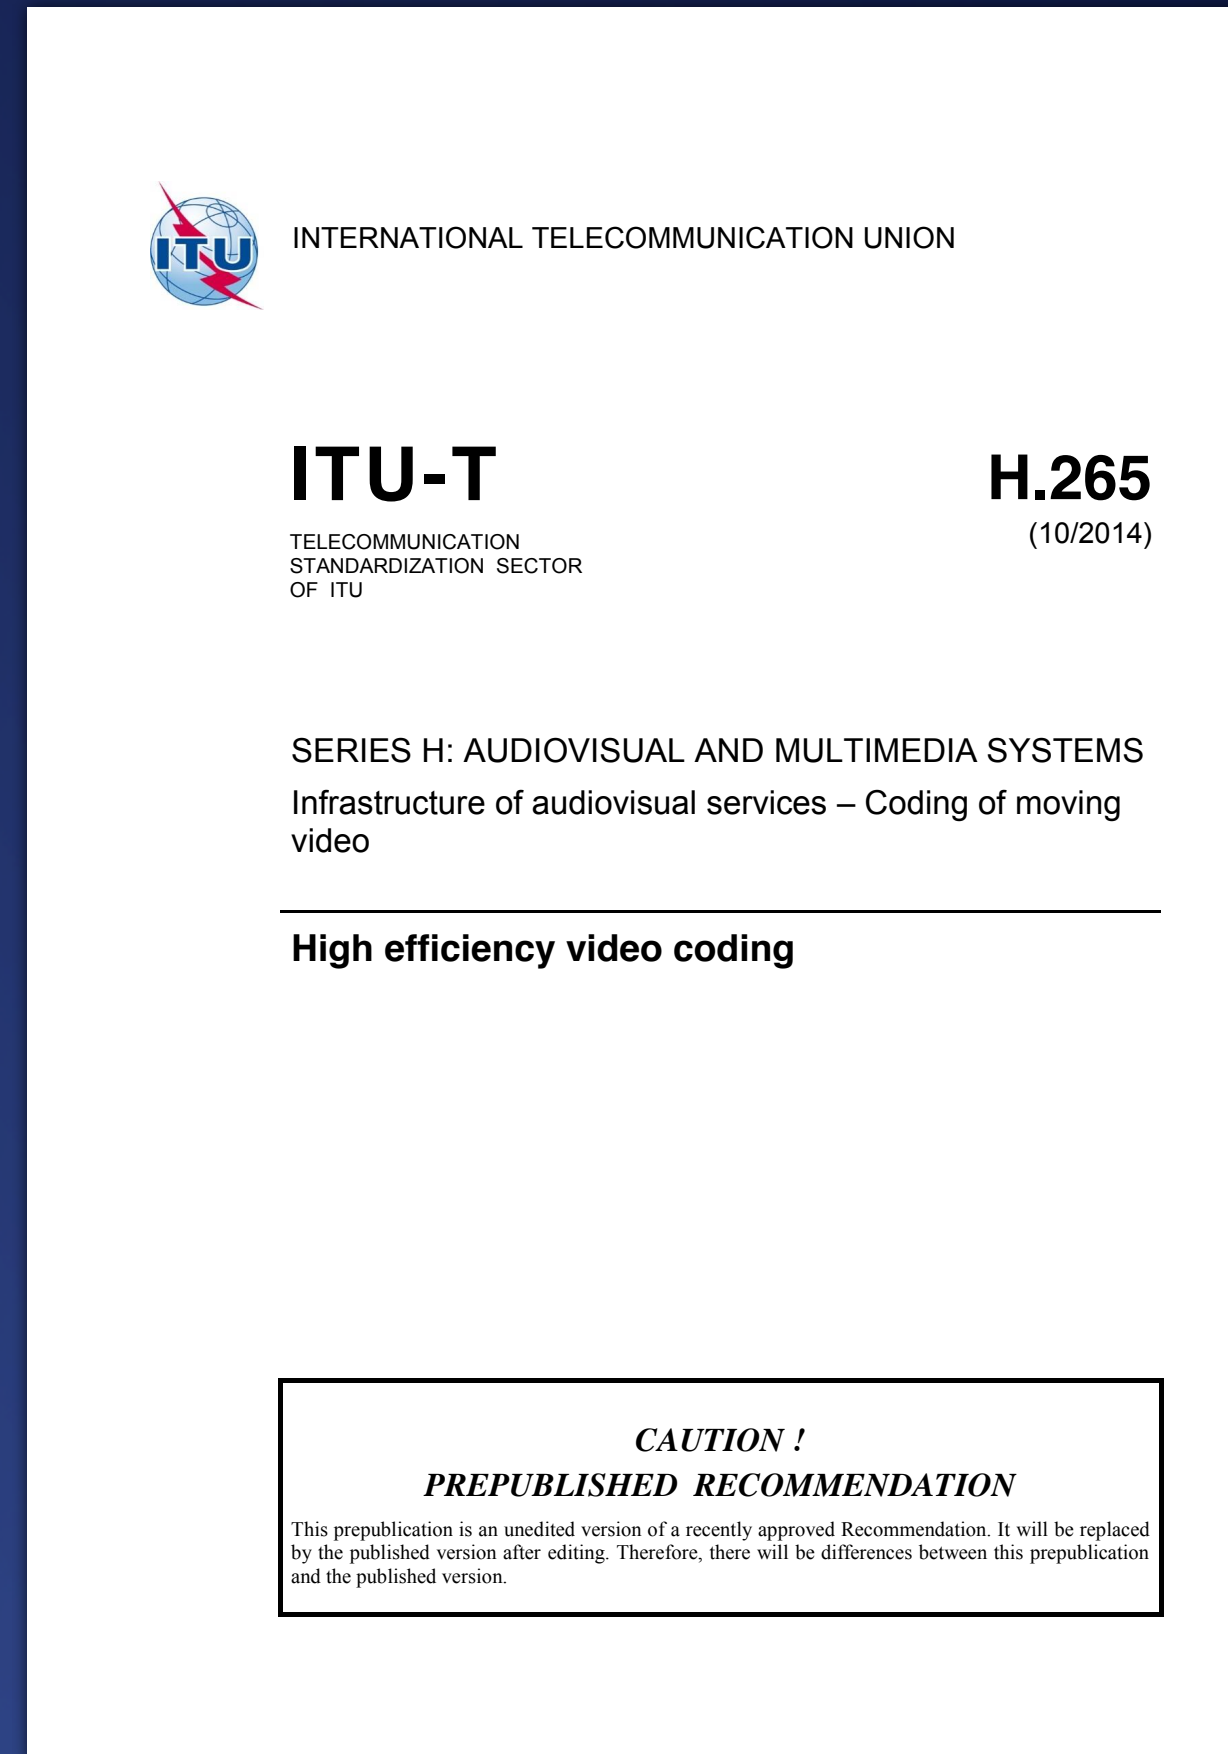 ITU
INTERNATIONAL TELECOMMUNICATION UNION
ITU-T
H.265
(10/2014)
TELECOMMUNICATION
STANDARDIZATION SECTOR
OF ITU
SERIES H: AUDIOVISUAL AND MULTIMEDIA SYSTEMS
Infrastructure of audiovisual services – Coding of moving
video
High efficiency video coding
CAUTION !
PREPUBLISHED RECOMMENDATION
This prepublication is an unedited version of a recently approved Recommendation. It will be replaced
by the published version after editing. Therefore, there will be differences between this prepublication
and the published version.